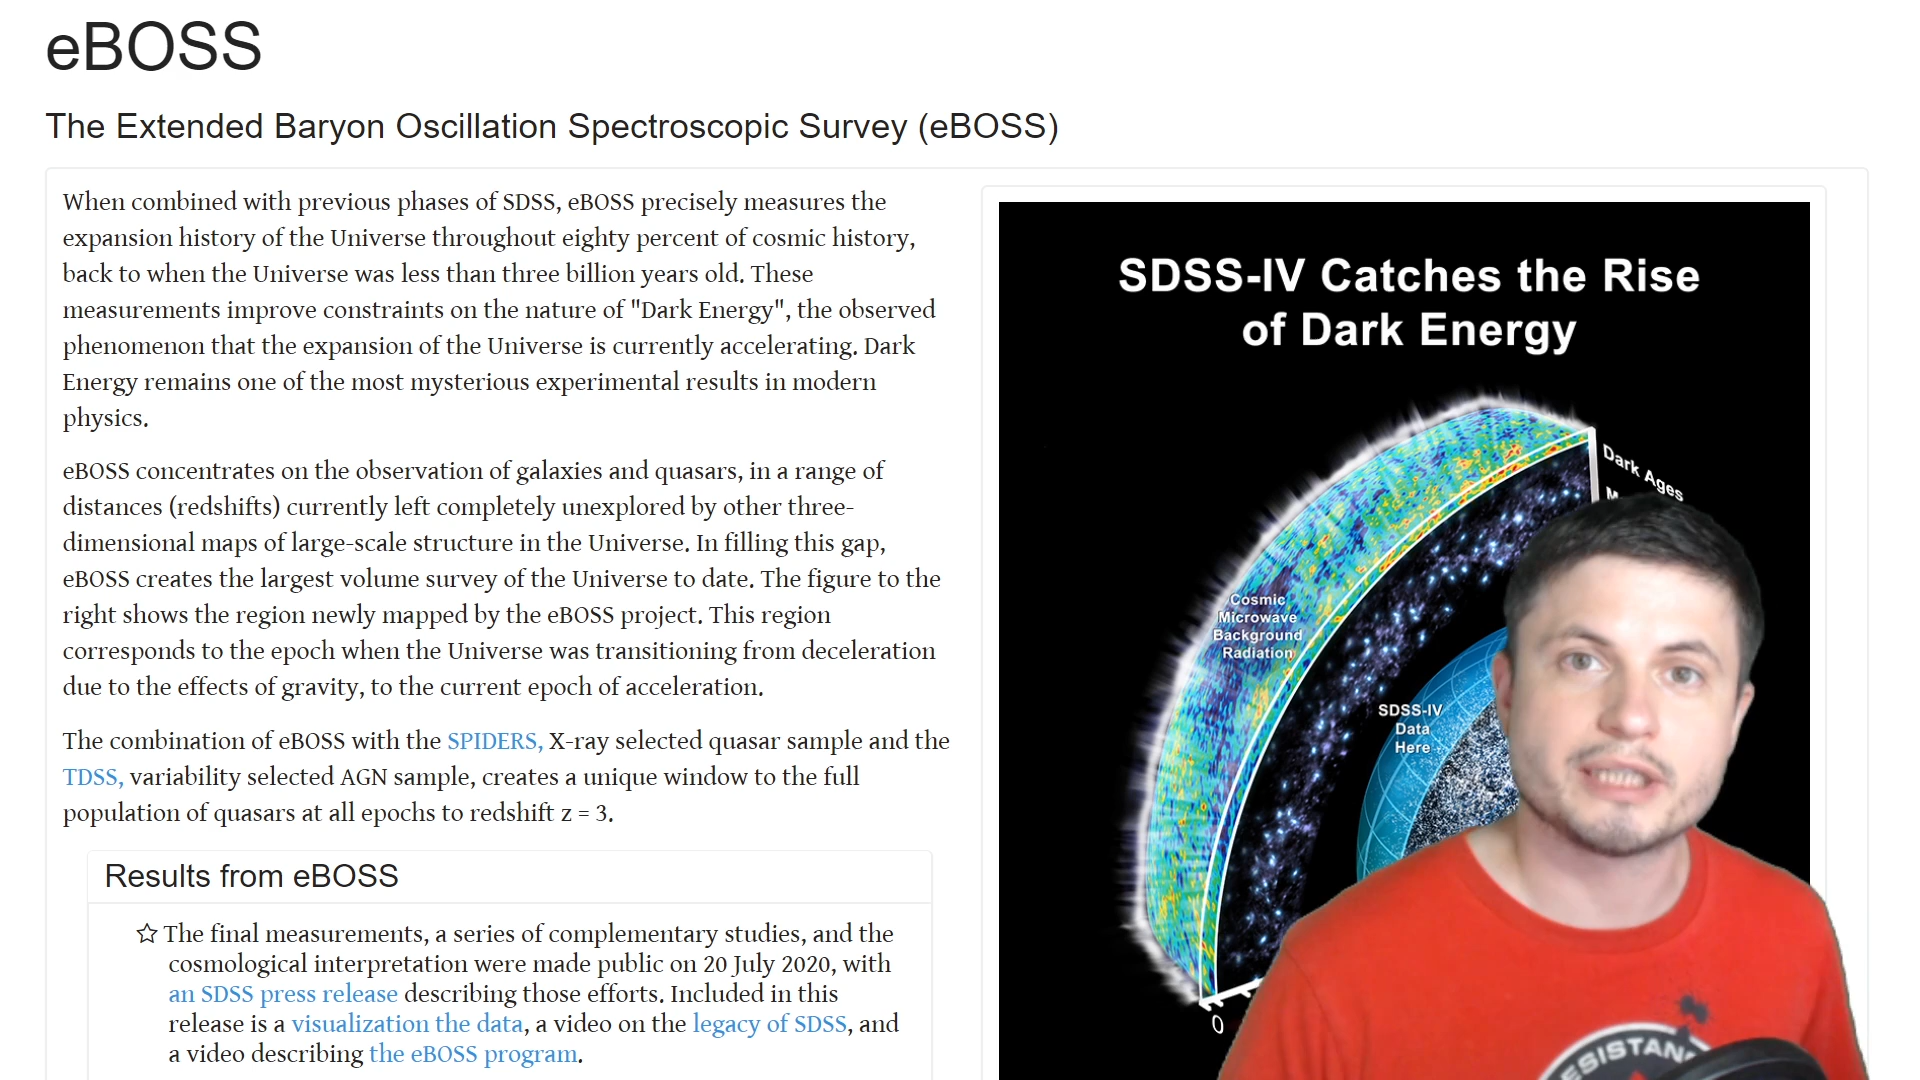 eBOSS
The Extended Baryon Oscillation Spectroscopic Survey (eBOSS)
When combined with previous phases of SDSS, eBOSS precisely measures the
expansion history of the Universe throughout eighty percent of cosmic history,
back to when the Universe was less than three billion years old. These
measurements improve constraints on the nature of "Dark Energy", the observed
phenomenon that the expansion of the Universe is currently accelerating. Dark
Energy remains one of the most mysterious experimental results in modern
physics.
eBOSS concentrates on the observation of galaxies and quasars, in a range of
distances (redshifts) currently left completely unexplored by other three-
dimensional maps of large-scale structure in the Universe. In filling this gap,
eBOSS creates the largest volume survey of the Universe to date. The figure to the
right shows the region newly mapped by the eBOSS project. This region
corresponds to the epoch when the Universe was transitioning from deceleration
due to the effects of gravity, to the current epoch of acceleration.
The combination of eBOSS with the SPIDERS, X-ray selected quasar sample and the
TDSS, variability selected AGN sample, creates a unique window to the full
population of quasars at all epochs to redshift z = 3.
Results from eBOSS
☆ The final measurements, a series of complementary studies, and the
cosmological interpretation were made public on 20 July 2020, with
an SDSS press release describing those efforts. Included in this
release is a visualization the data, a video on the legacy of SDSS, and
a video describing the eBOSS program.
SDSS-IV Catches the Rise
of Dark Energy
Dark Ages
Cosmic
Microwave
Background
Radiation
SDSS-IV
Data
Here
0